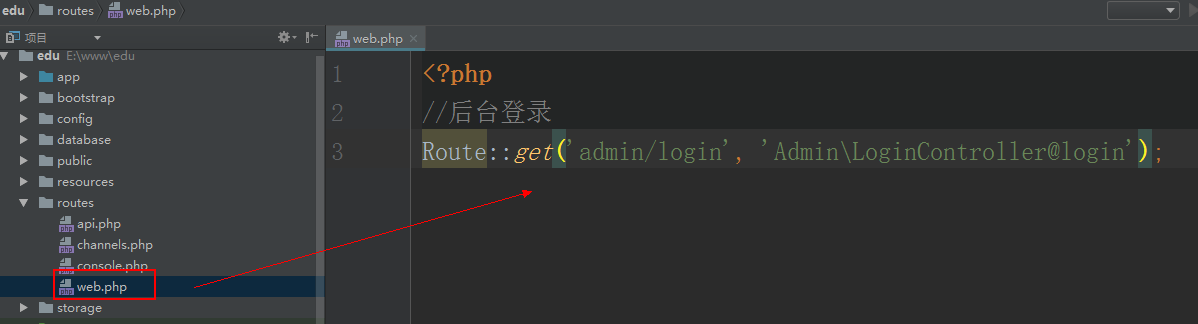 edu routes web.php
项目
web.php
edu E:\www\edu
app
bootstrap
config
database
public
resources
routes
api.php
channels.php
console.php
web.php
storage
1 <?php
2 //后台登录
3 Route::get('admin/login', 'Admin\LoginController@login');